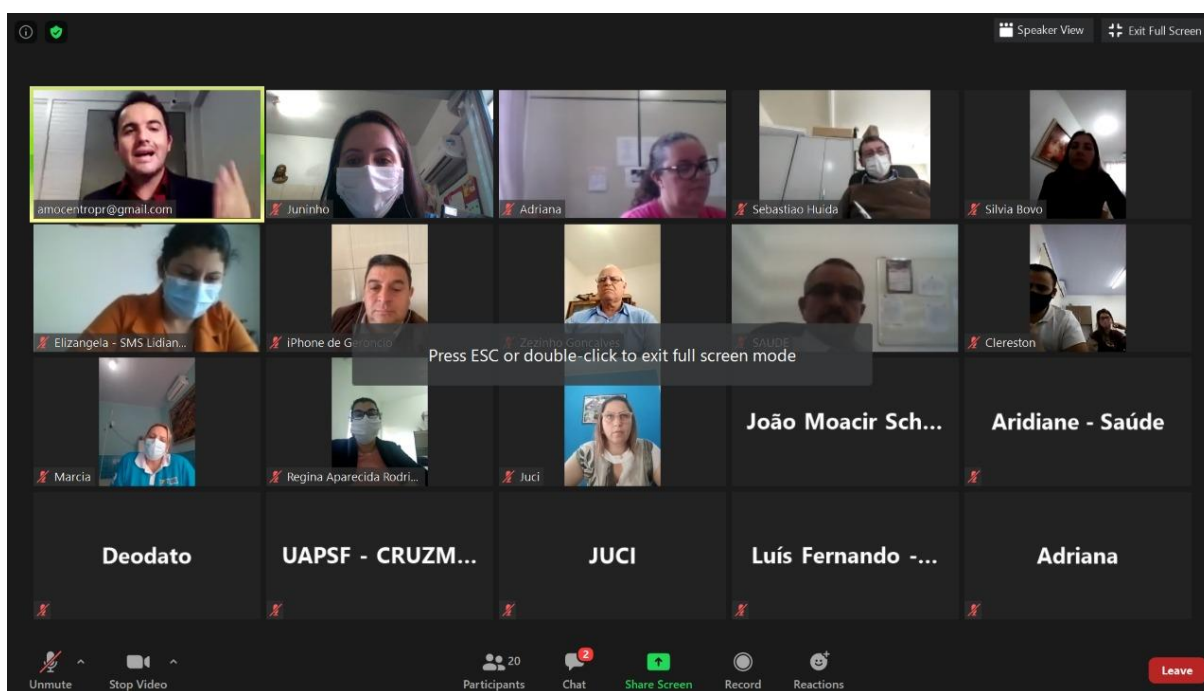 Speaker View
Exit Full Screen
amocentropr@gmail.com
Juninho
Adriana
Sebastiao Huida
Silvia Bovo
Elizangela - SMS Lidian...
iPhone de Geroncio
Zezinho Goncalves
SAUDE
Clereston
Press ESC or double-click to exit full screen mode
Marcia
Regina Aparecida Rodri...
Juci
João Moacir Sch...
Aridiane - Saúde
Deodato
UAPSF - CRUZM...
JUCI
Luís Fernando -...
Adriana
Unmute
Stop Video
20
Participants
2
Chat
Share Screen
Record
Reactions
Leave